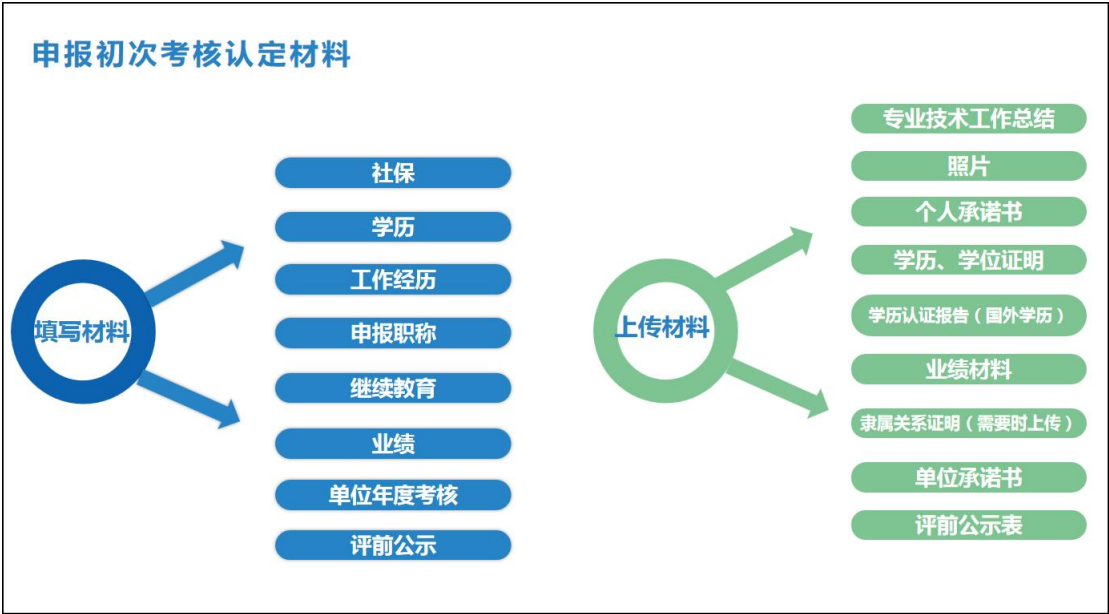 申报初次考核认定材料
填写材料
社保
学历
工作经历
申报职称
继续教育
业绩
单位年度考核
评前公示
上传材料
专业技术工作总结
照片
个人承诺书
学历、学位证明
学历认证报告（国外学历）
业绩材料
隶属关系证明（需要时上传）
单位承诺书
评前公示表